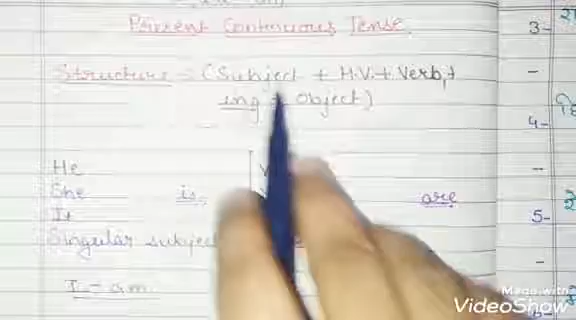 Present Continuous Tense.
Structure - (Subject + H.V. + Verb, +
ing + Object)
He
She is, are
It
Singular subject
I - am
3-
4-
5-
Made with
VideoShow